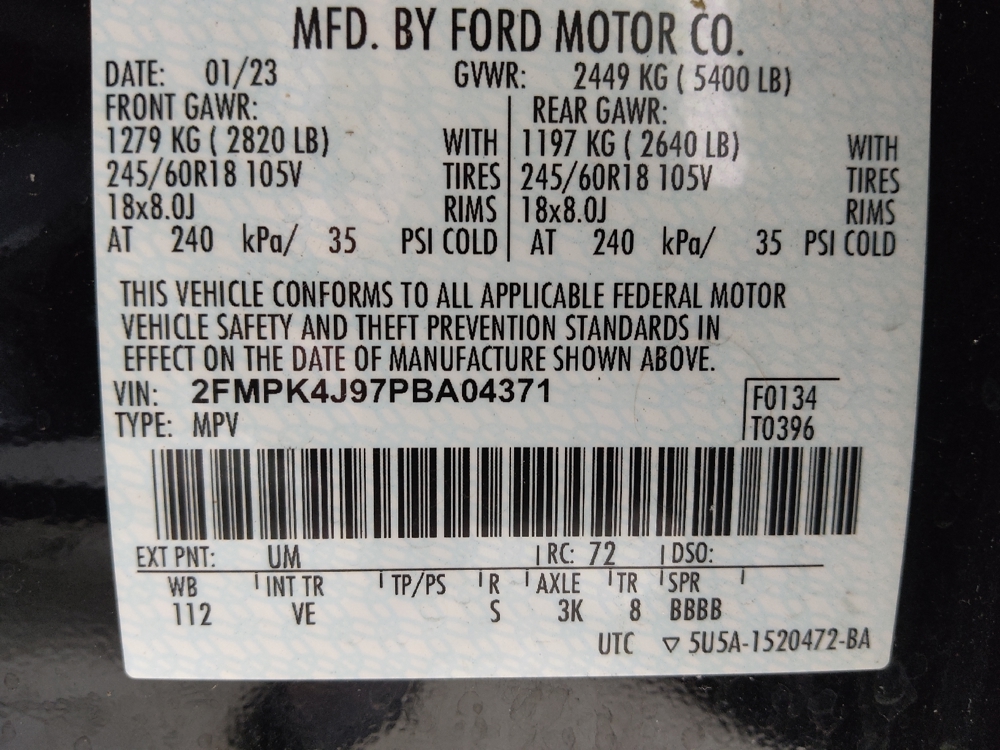 MFD. BY FORD MOTOR CO.
DATE: 01/23 GVWR: 2449 KG ( 5400 LB)
FRONT GAWR: REAR GAWR:
1279 KG ( 2820 LB) WITH 1197 KG ( 2640 LB) WITH
245/60R18 105V TIRES 245/60R18 105V TIRES
18x8.0J RIMS 18x8.0J RIMS
AT 240 kPa/ 35 PSI COLD AT 240 kPa/ 35 PSI COLD
THIS VEHICLE CONFORMS TO ALL APPLICABLE FEDERAL MOTOR
VEHICLE SAFETY AND THEFT PREVENTION STANDARDS IN
EFFECT ON THE DATE OF MANUFACTURE SHOWN ABOVE.
VIN: 2FMPK4J97PBA04371 F0134
TYPE: MPV T0396
EXT PNT: UM RC: 72 DSO:
WB INT TR TP/PS R AXLE TR SPR
112 VE S 3K 8 BBBB
UTC ▽ 5U5A-1520472-BA